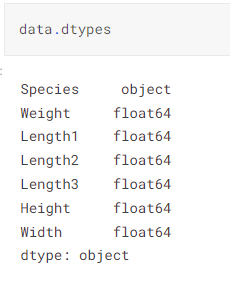 data.dtypes
Species object
Weight float64
Length1 float64
Length2 float64
Length3 float64
Height float64
Width float64
dtype: object